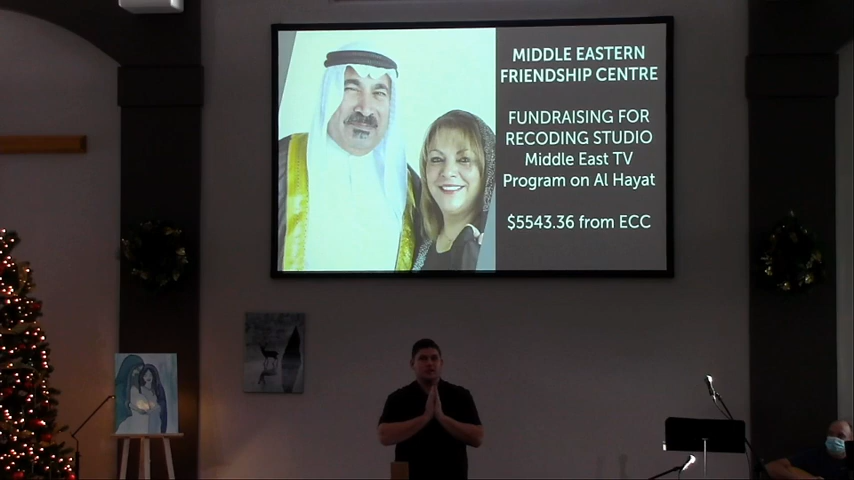 MIDDLE EASTERN
FRIENDSHIP CENTRE
FUNDRAISING FOR
RECODING STUDIO
Middle East TV
Program on Al Hayat
$5543.36 from ECC